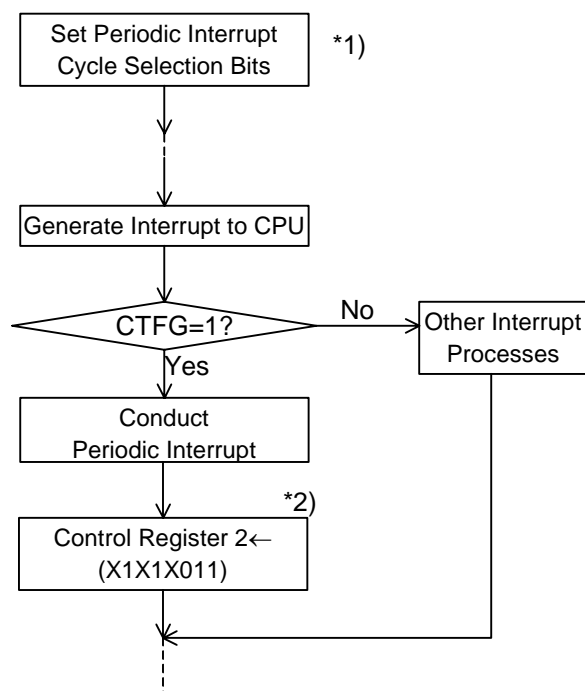 Set Periodic Interrupt
Cycle Selection Bits
*1)
Generate Interrupt to CPU
CTFG=1?
No
Other Interrupt
Processes
Yes
Conduct
Periodic Interrupt
*2)
Control Register 2←
(X1X1X011)